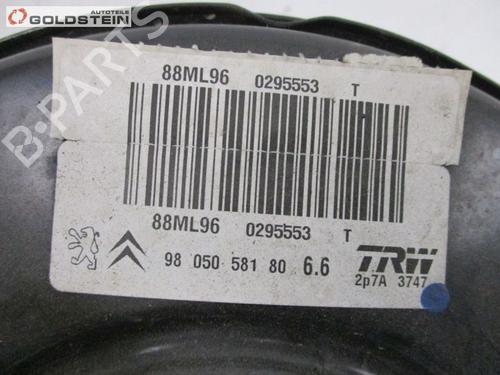 AUTOTEILE
GOLDSTEIN
B-PARTS
88ML96 0295553 T
88ML96 0295553 T
98 050 581 80 6.6
TRW
2p7A 3747